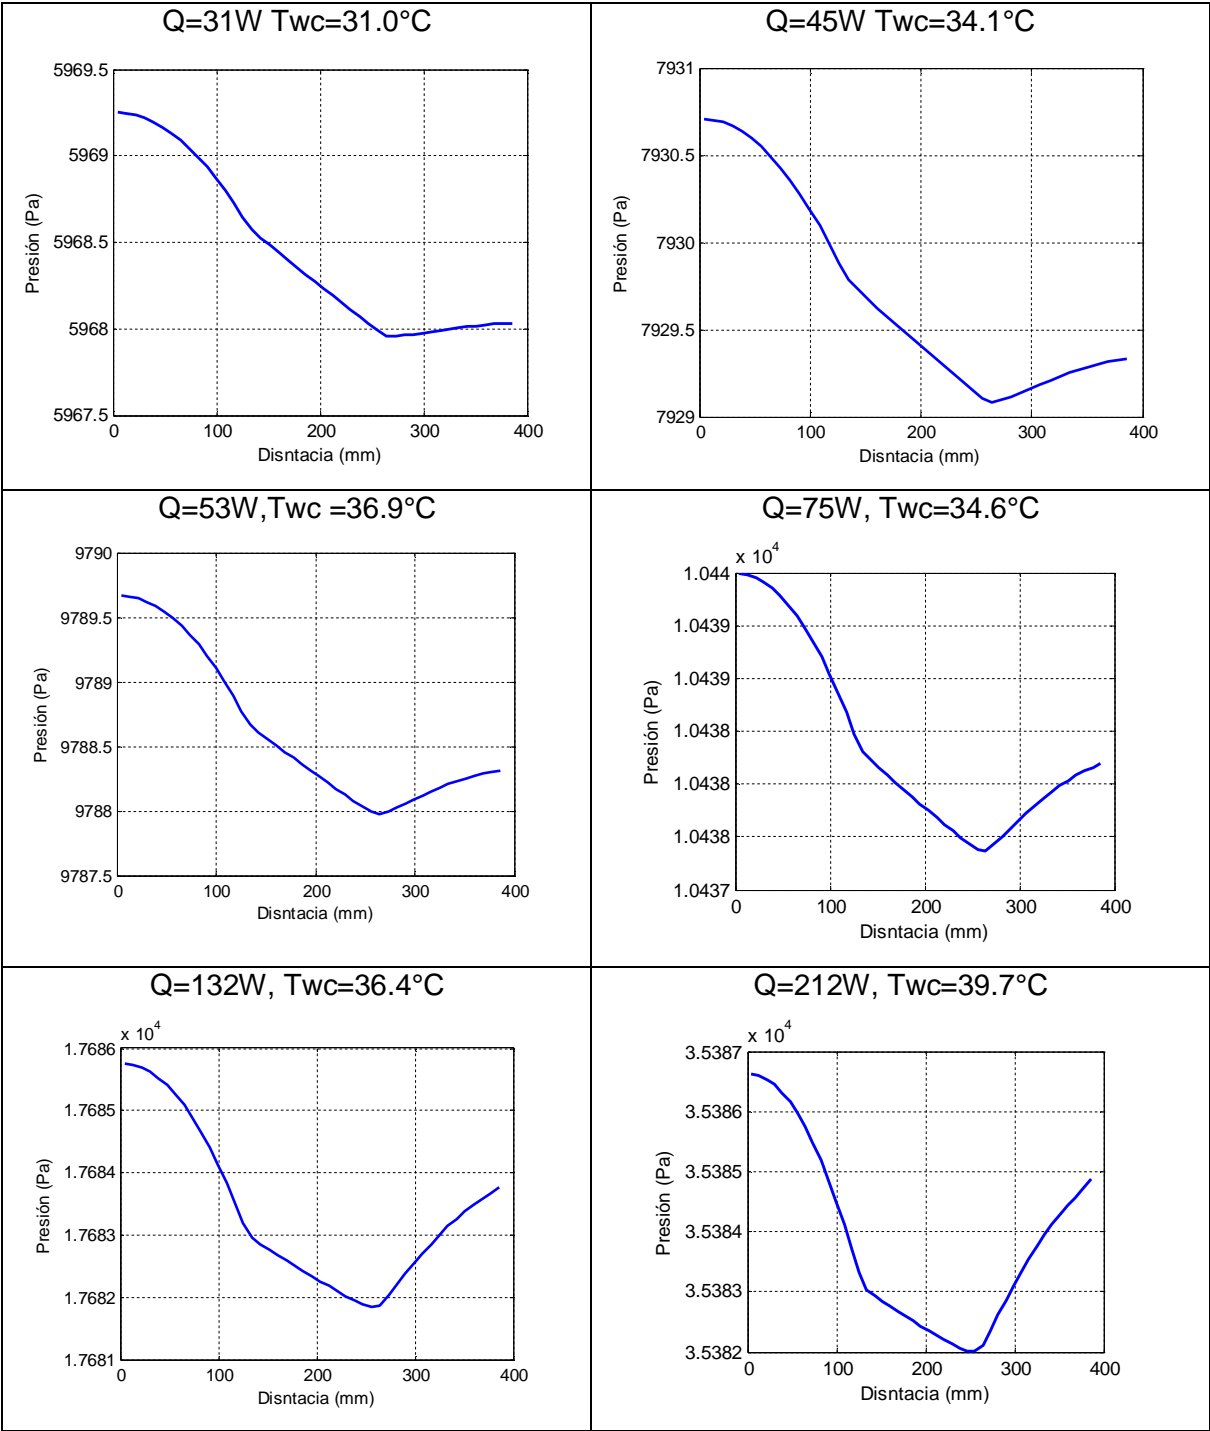 Q=31W Twc=31.0°C
5969.5
5969
5968.5
5968
5967.5
0 100 200 300 400
Presión (Pa)
Disntacia (mm)
Q=45W Twc=34.1°C
7931
7930.5
7930
7929.5
7929
0 100 200 300 400
Presión (Pa)
Disntacia (mm)
Q=53W,Twc =36.9°C
9790
9789.5
9789
9788.5
9788
9787.5
0 100 200 300 400
Presión (Pa)
Disntacia (mm)
Q=75W, Twc=34.6°C
x 10^4
1.044
1.0439
1.0439
1.0438
1.0438
1.0438
1.0437
0 100 200 300 400
Presión (Pa)
Disntacia (mm)
Q=132W, Twc=36.4°C
x 10^4
1.7686
1.7685
1.7684
1.7683
1.7682
1.7681
0 100 200 300 400
Presión (Pa)
Disntacia (mm)
Q=212W, Twc=39.7°C
x 10^4
3.5387
3.5386
3.5385
3.5384
3.5383
3.5382
0 100 200 300 400
Presión (Pa)
Disntacia (mm)